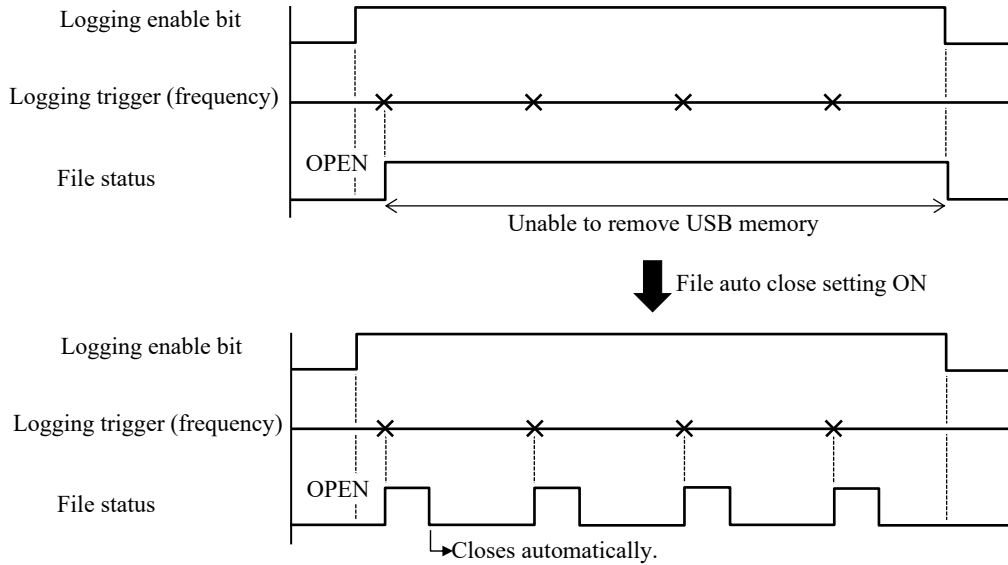 Logging enable bit
Logging trigger (frequency)
OPEN
File status
Unable to remove USB memory
File auto close setting ON
Logging enable bit
Logging trigger (frequency)
OPEN
File status
Closes automatically.